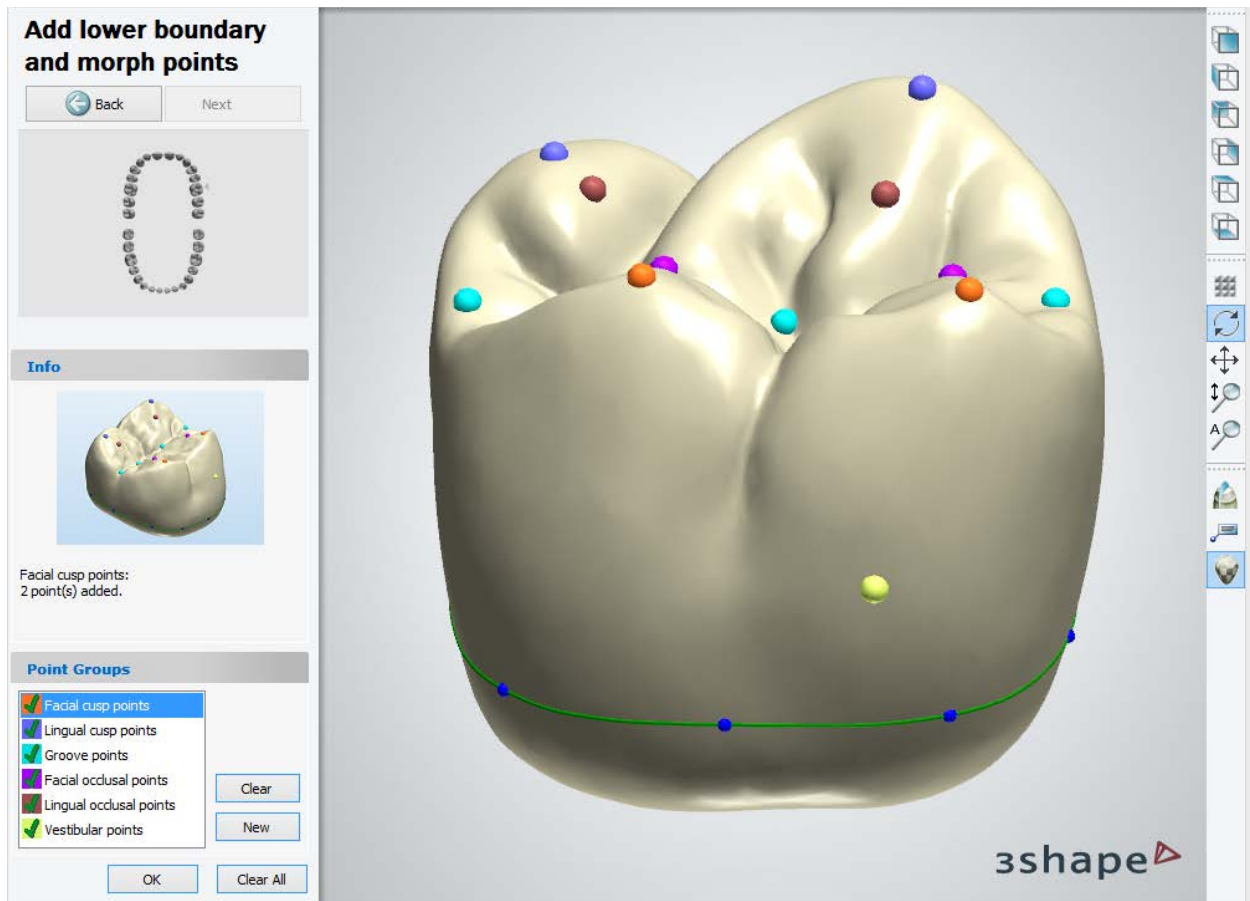 Add lower boundary
and morph points
Back
Next
Info
Facial cusp points:
2 point(s) added.
Point Groups
Facial cusp points
Lingual cusp points
Groove points
Facial occlusal points
Lingual occlusal points
Vestibular points
Clear
New
OK
Clear All
A
3shape